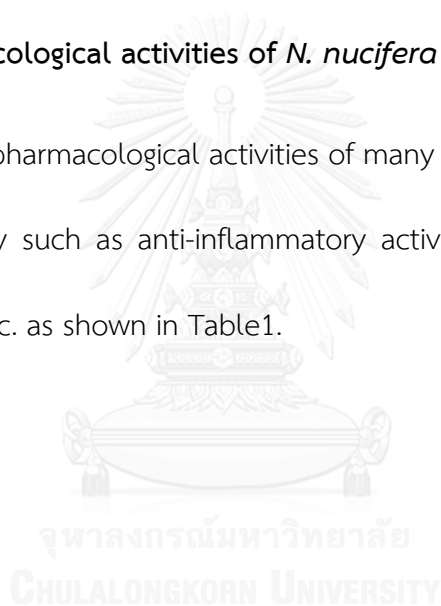 cological activities of N. nucifera
pharmacological activities of many
y such as anti-inflammatory activ
c. as shown in Table1.
จุฬาลงกรณ์มหาวิทยาลัย
CHULALONGKORN UNIVERSITY